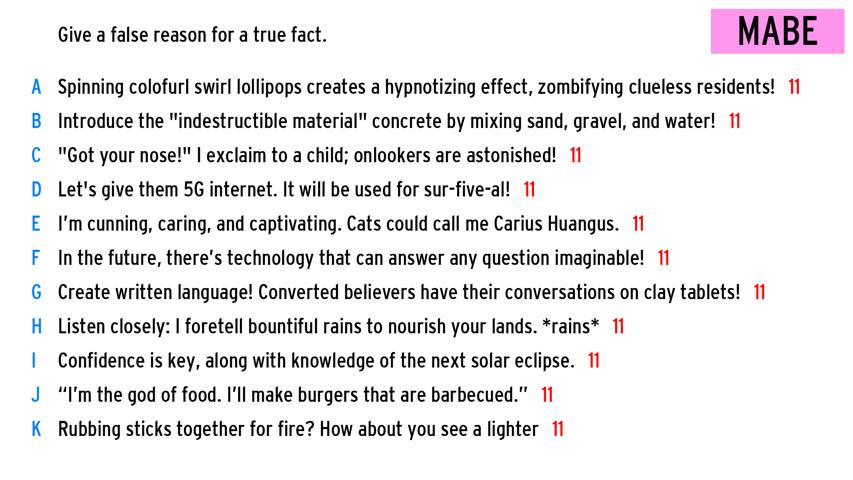 Give a false reason for a true fact.
MABE
A Spinning colofurl swirl lollipops creates a hypnotizing effect, zombifying clueless residents! 11
B Introduce the "indestructible material" concrete by mixing sand, gravel, and water! 11
C "Got your nose!" I exclaim to a child; onlookers are astonished! 11
D Let's give them 5G internet. It will be used for sur-five-al! 11
E I’m cunning, caring, and captivating. Cats could call me Carius Huangus. 11
F In the future, there’s technology that can answer any question imaginable! 11
G Create written language! Converted believers have their conversations on clay tablets! 11
H Listen closely: I foretell bountiful rains to nourish your lands. *rains* 11
I Confidence is key, along with knowledge of the next solar eclipse. 11
J “I’m the god of food. I’ll make burgers that are barbecued.” 11
K Rubbing sticks together for fire? How about you see a lighter 11